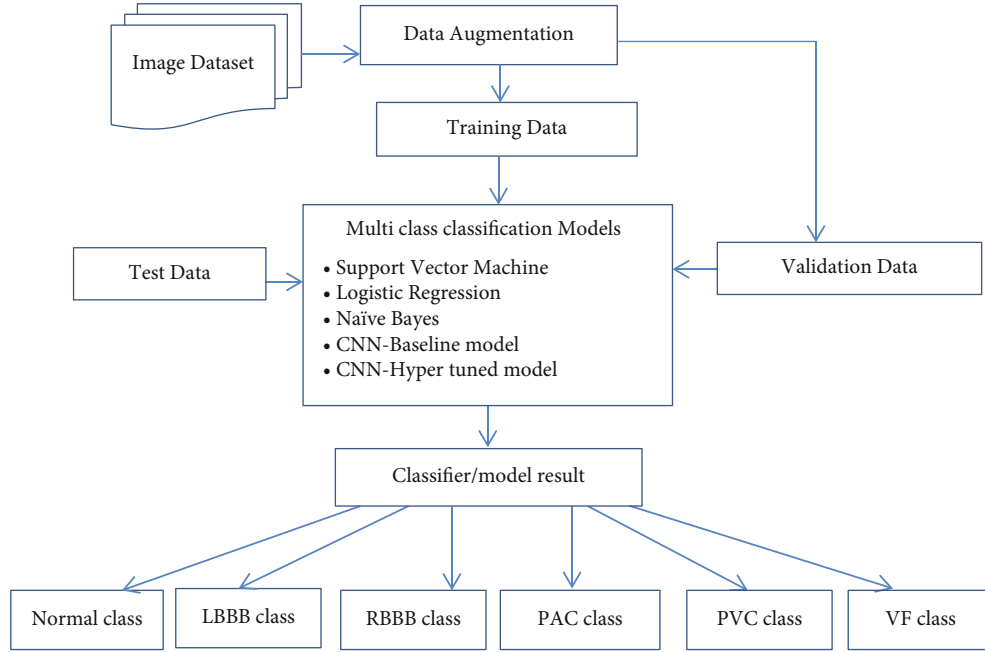 Image Dataset
Data Augmentation
Training Data
Multi class classification Models
• Support Vector Machine
• Logistic Regression
• Naïve Bayes
• CNN-Baseline model
• CNN-Hyper tuned model
Test Data
Validation Data
Classifier/model result
Normal class
LBBB class
RBBB class
PAC class
PVC class
VF class